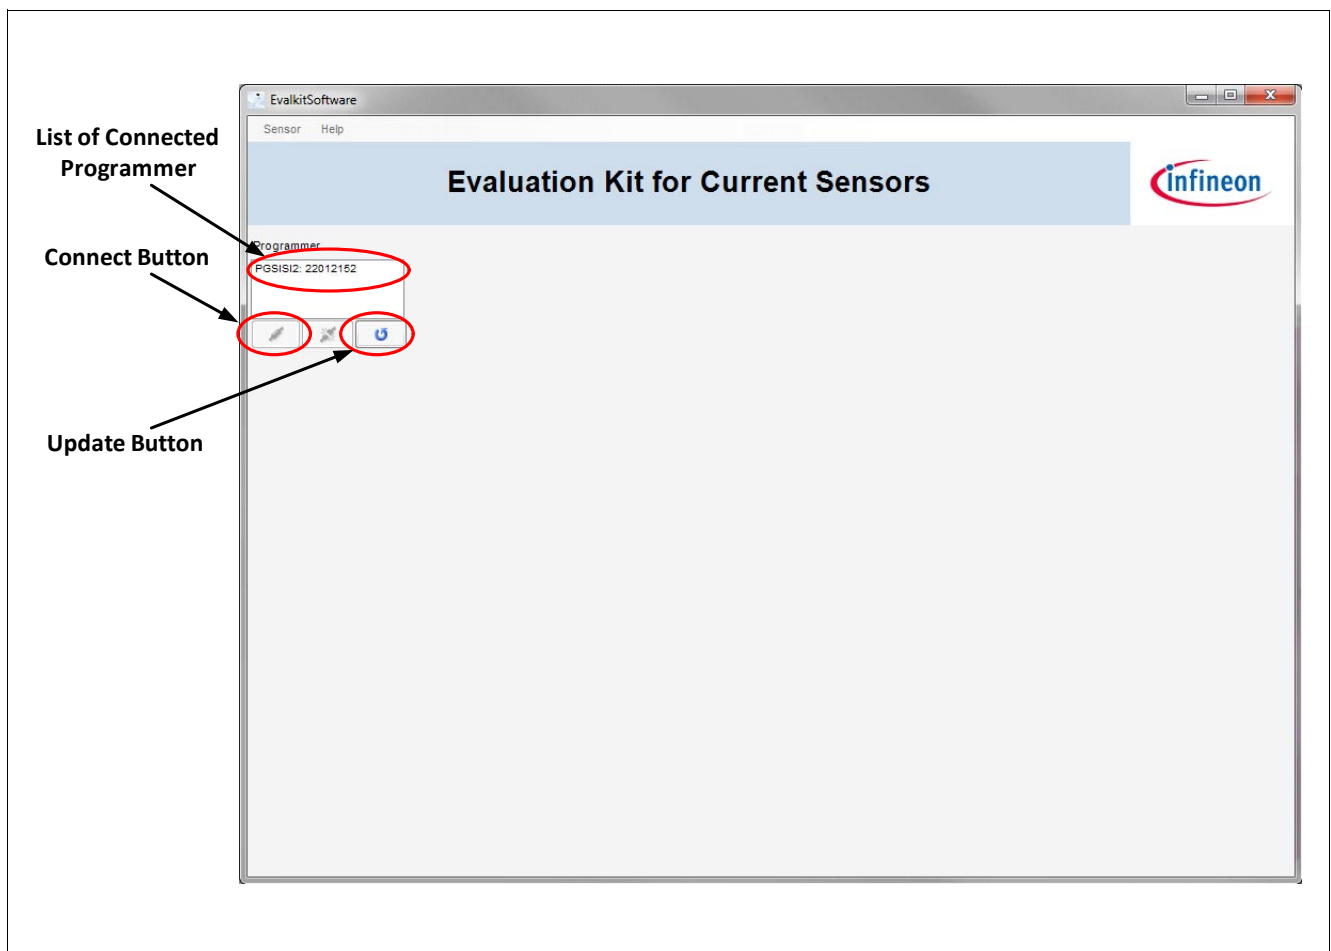 EvalkitSoftware
Sensor Help
List of Connected
Programmer
Evaluation Kit for Current Sensors
infineon
Programmer
Connect Button
PGSISI2: 22012152
Update Button